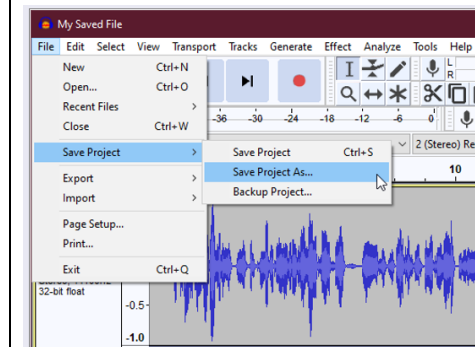 My Saved File
File Edit Select View Transport Tracks Generate Effect Analyze Tools Help
New Ctrl+N
Open... Ctrl+O
Recent Files >
Close Ctrl+W
Save Project >
Export >
Import >
Page Setup...
Print...
Exit Ctrl+Q
Save Project Ctrl+S
Save Project As...
Backup Project...
L
R
-36 -30 -24 -18 -12 -6 0
2 (Stereo) Re
10
32-bit float
-0.5
-1.0